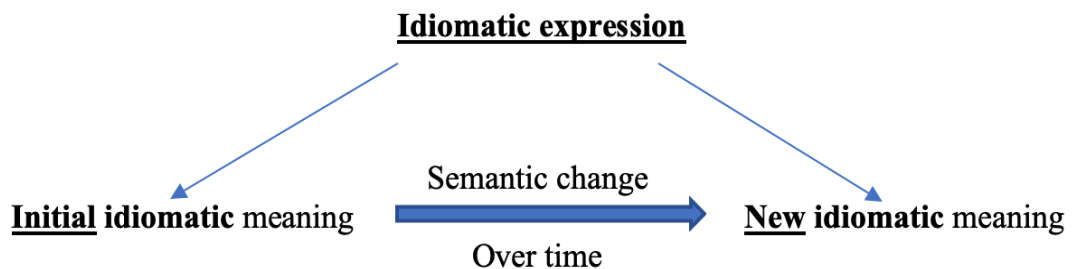 Idiomatic expression
Semantic change
Initial idiomatic meaning
New idiomatic meaning
Over time